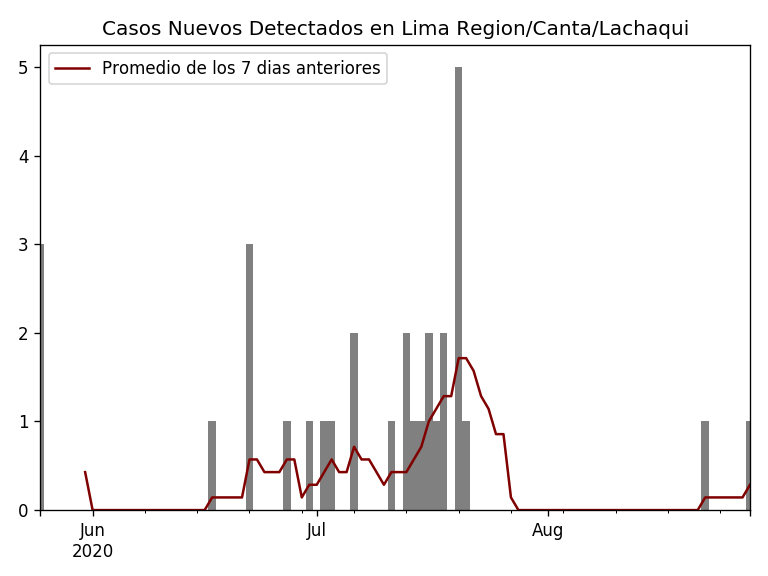 Casos Nuevos Detectados en Lima Region/Canta/Lachaqui
Promedio de los 7 dias anteriores
5
4
3
2
1
0
Jun
2020
Jul
Aug